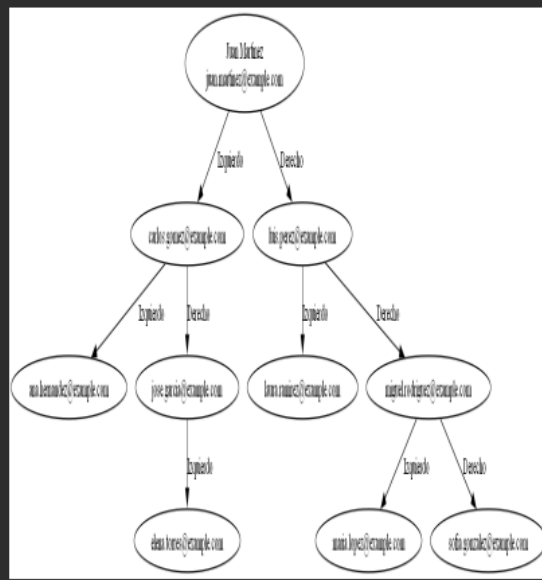 Juan Martinez
juan.martinez@example.com
Izquierdo
Derecho
carlos.gomez@example.com
luis.perez@example.com
Izquierdo
Derecho
Izquierdo
Derecho
ana.hernandez@example.com
jose.garcia@example.com
laura.ramirez@example.com
miguel.rodriguez@example.com
Izquierdo
Izquierdo
Derecho
elena.torres@example.com
maria.lopez@example.com
sofia.gonzalez@example.com